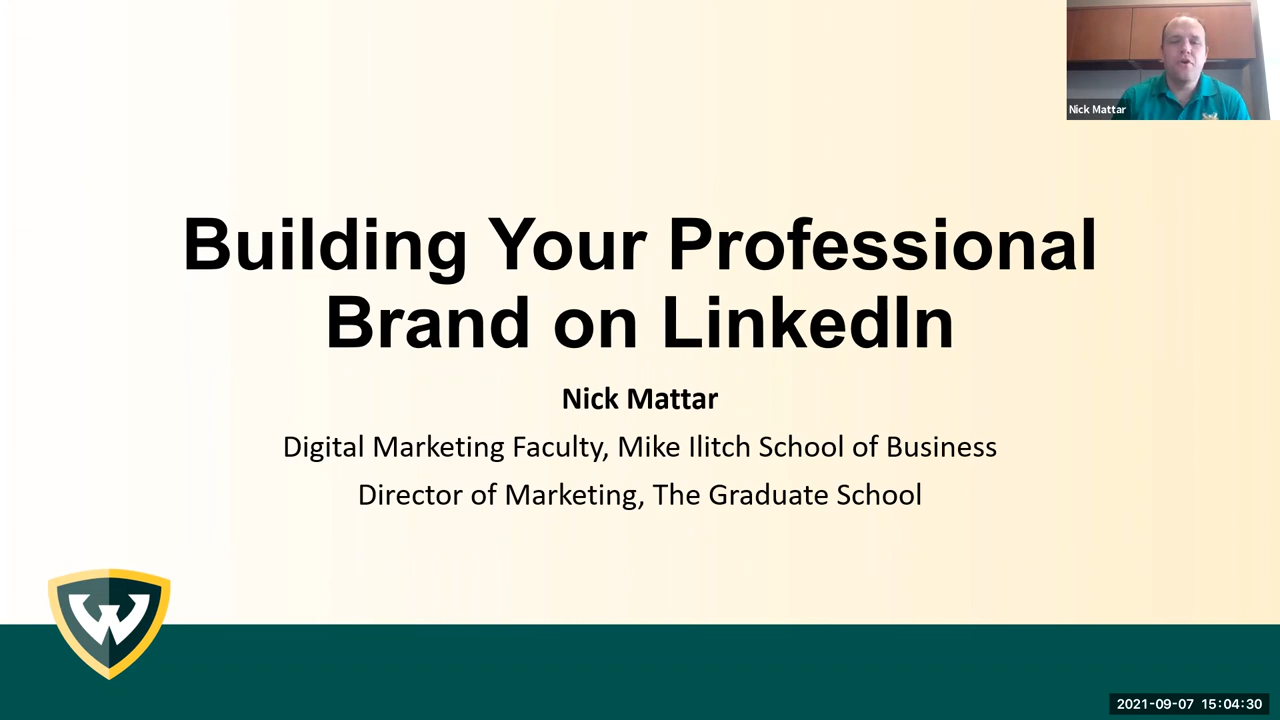 Nick Mattar
Building Your Professional
Brand on LinkedIn
Nick Mattar
Digital Marketing Faculty, Mike Ilitch School of Business
Director of Marketing, The Graduate School
W
2021-09-07 15:04:30